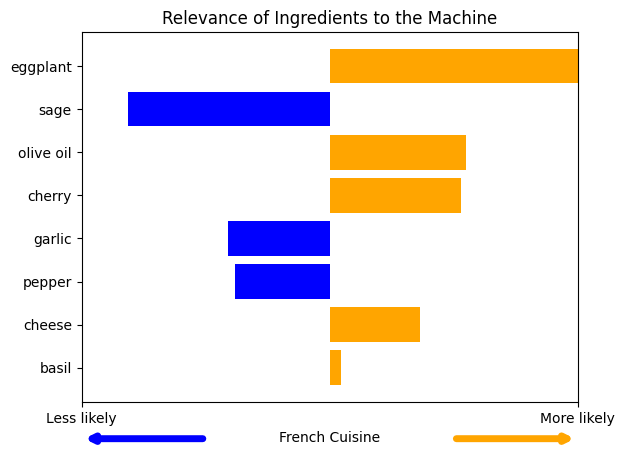 Relevance of Ingredients to the Machine
eggplant
sage
olive oil
cherry
garlic
pepper
cheese
basil
Less likely
More likely
French Cuisine